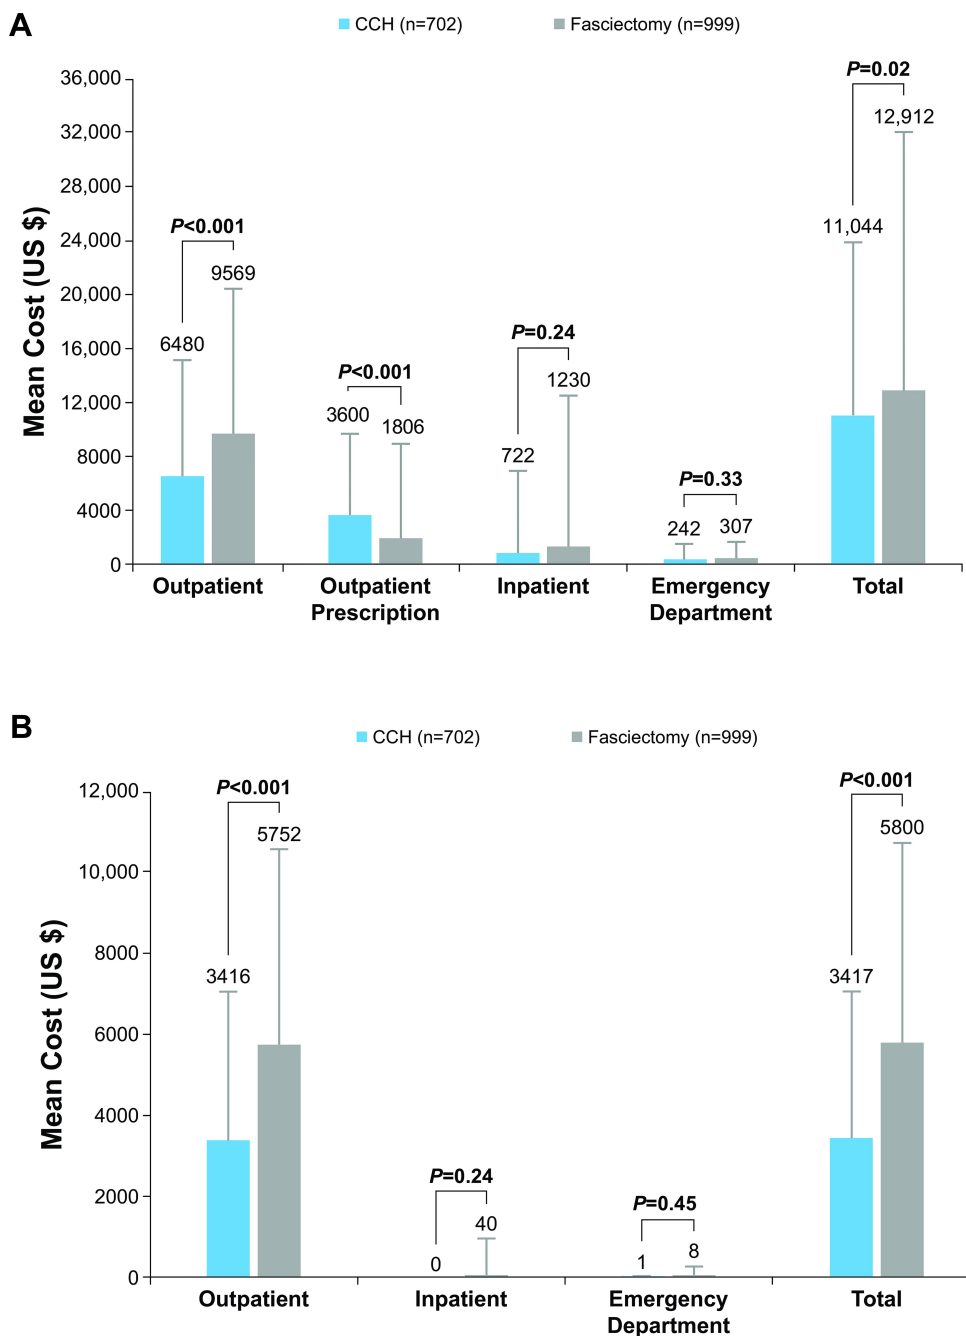 A
CCH (n=702) Fasciectomy (n=999)
Mean Cost (US $)
36,000
32,000
28,000
24,000
20,000
16,000
12,000
8000
4000
0
P<0.001
6480 9569
P<0.001
3600 1806
P=0.24
722 1230
P=0.33
242 307
P=0.02
11,044 12,912
Outpatient
Outpatient
Prescription
Inpatient
Emergency
Department
Total
B
CCH (n=702) Fasciectomy (n=999)
Mean Cost (US $)
12,000
10,000
8000
6000
4000
2000
0
P<0.001
3416 5752
P=0.24
0 40
P=0.45
1 8
P<0.001
3417 5800
Outpatient
Inpatient
Emergency
Department
Total